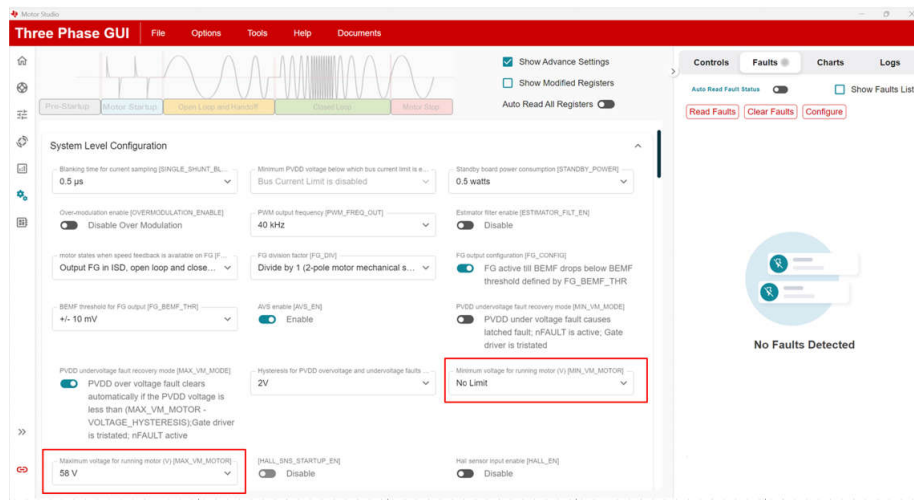 Motor Studio
Three Phase GUI
File
Options
Tools
Help
Documents
Pre-Startup
Motor Startup
Open Loop and Handoff
Closed Loop
Motor Stop
Show Advance Settings
Show Modified Registers
Auto Read All Registers
System Level Configuration
Blanking time for current sampling [SINGLE_SHUNT_BL...
0.5 µs
Minimum PVDD voltage below which bus current limit is e...
Bus Current Limit is disabled
Standby board power consumption [STANDBY_POWER]
0.5 watts
Over-modulation enable [OVERMODULATION_ENABLE]
Disable Over Modulation
PWM output frequency [PWM_FREQ_OUT]
40 kHz
Estimator filter enable [ESTIMATOR_FILT_EN]
Disable
motor states when speed feedback is available on FG [F...
Output FG in ISD, open loop and close...
FG division factor [FG_DIV]
Divide by 1 (2-pole motor mechanical s...
FG output configuration [FG_CONFIG]
FG active till BEMF drops below BEMF
threshold defined by FG_BEMF_THR
BEMF threshold for FG output [FG_BEMF_THR]
+/- 10 mV
AVS enable [AVS_EN]
Enable
PVDD undervoltage fault recovery mode [MIN_VM_MODE]
PVDD under voltage fault causes
latched fault; nFAULT is active; Gate
driver is tristated
PVDD undervoltage fault recovery mode [MAX_VM_MODE]
PVDD over voltage fault clears
automatically if the PVDD voltage is
less than (MAX_VM_MOTOR -
VOLTAGE_HYSTERESIS);Gate driver
is tristated; nFAULT active
Hysteresis for PVDD overvoltage and undervoltage faults ...
2V
Minimum voltage for running motor (V) [MIN_VM_MOTOR]
No Limit
Maximum voltage for running motor (V) [MAX_VM_MOTOR]
58 V
[HALL_SNS_STARTUP_EN]
Disable
Hall sensor input enable [HALL_EN]
Disable
Controls
Faults
Charts
Logs
Auto Read Fault Status
Show Faults List
Read Faults
Clear Faults
Configure
No Faults Detected